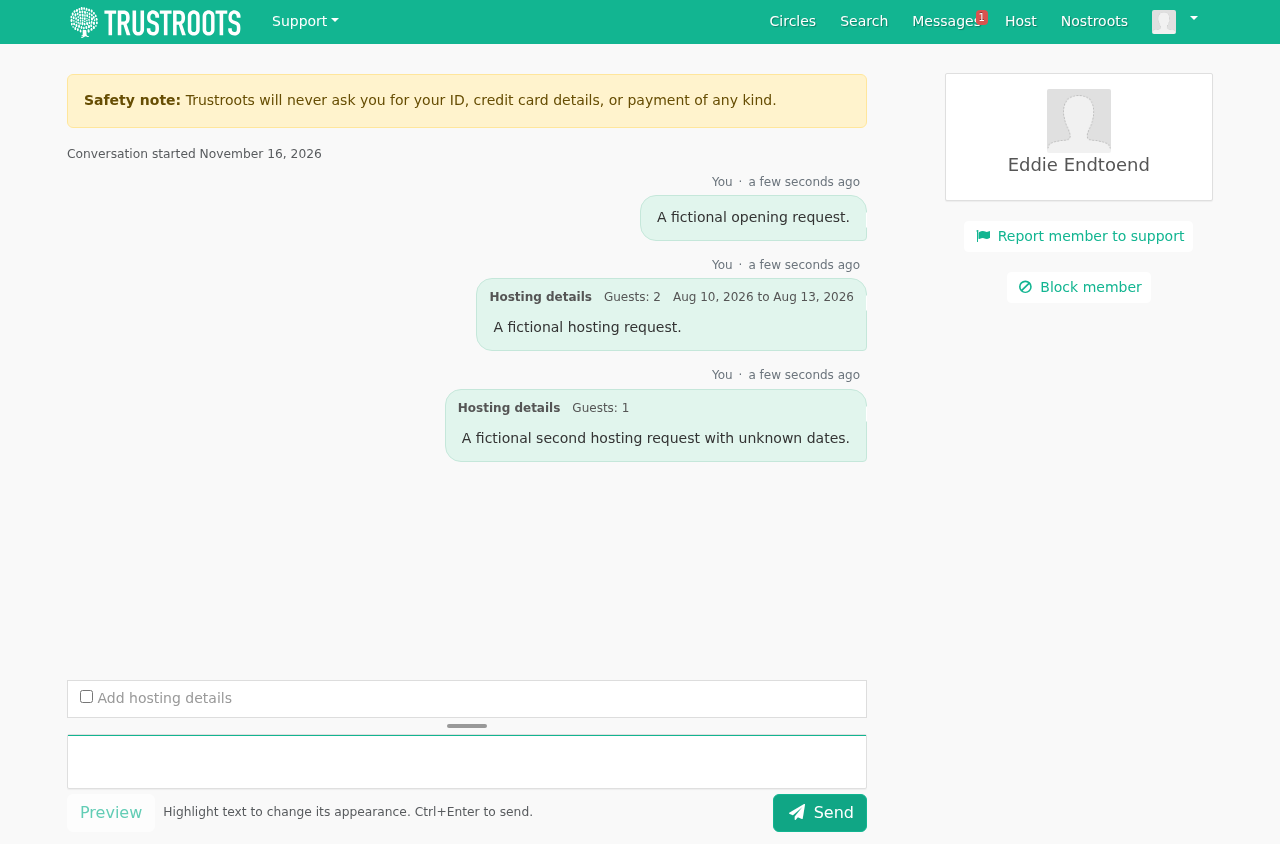 TRUSTROOTS
Support
Circles
Search
Messages
1
Host
Nostroots
Safety note: Trustroots will never ask you for your ID, credit card details, or payment of any kind.
Conversation started November 16, 2026
You · a few seconds ago
A fictional opening request.
You · a few seconds ago
Hosting details Guests: 2 Aug 10, 2026 to Aug 13, 2026
A fictional hosting request.
You · a few seconds ago
Hosting details Guests: 1
A fictional second hosting request with unknown dates.
Add hosting details
Preview
Highlight text to change its appearance. Ctrl+Enter to send.
Send
Eddie Endtoend
Report member to support
Block member